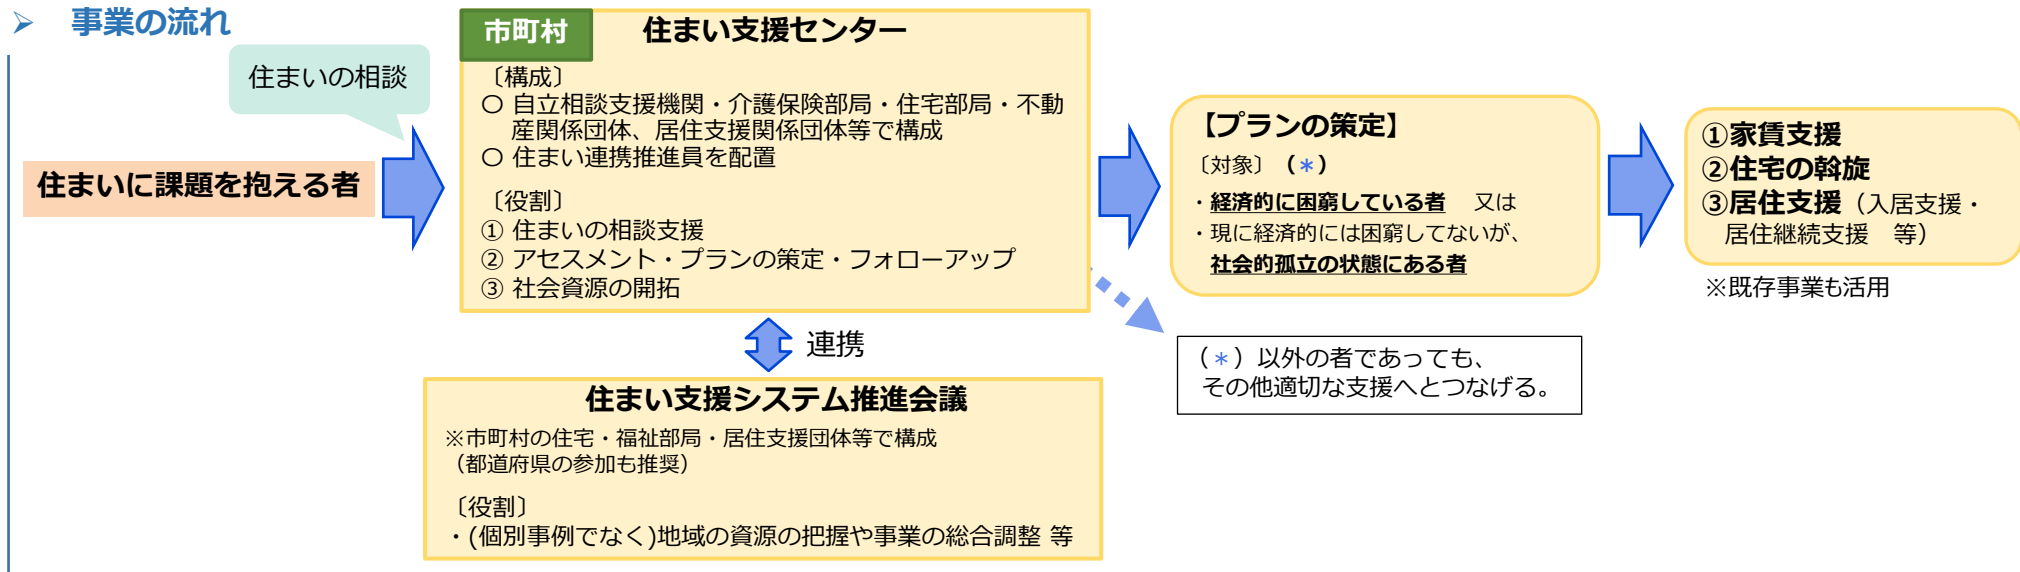 ➢ 事業の流れ
住まいの相談
住まいに課題を抱える者
市町村 住まい支援センター
〔構成〕
〇 自立相談支援機関・介護保険部局・住宅部局・不動
産関係団体、居住支援関係団体等で構成
〇 住まい連携推進員を配置
〔役割〕
① 住まいの相談支援
② アセスメント・プランの策定・フォローアップ
③ 社会資源の開拓
連携
住まい支援システム推進会議
※市町村の住宅・福祉部局・居住支援団体等で構成
（都道府県の参加も推奨）
〔役割〕
・(個別事例でなく)地域の資源の把握や事業の総合調整 等
【プランの策定】
〔対象〕（＊）
・経済的に困窮している者 又は
・現に経済的には困窮してないが、
社会的孤立の状態にある者
（＊）以外の者であっても、
その他適切な支援へとつなげる。
①家賃支援
②住宅の斡旋
③居住支援（入居支援・
居住継続支援 等）
※既存事業も活用